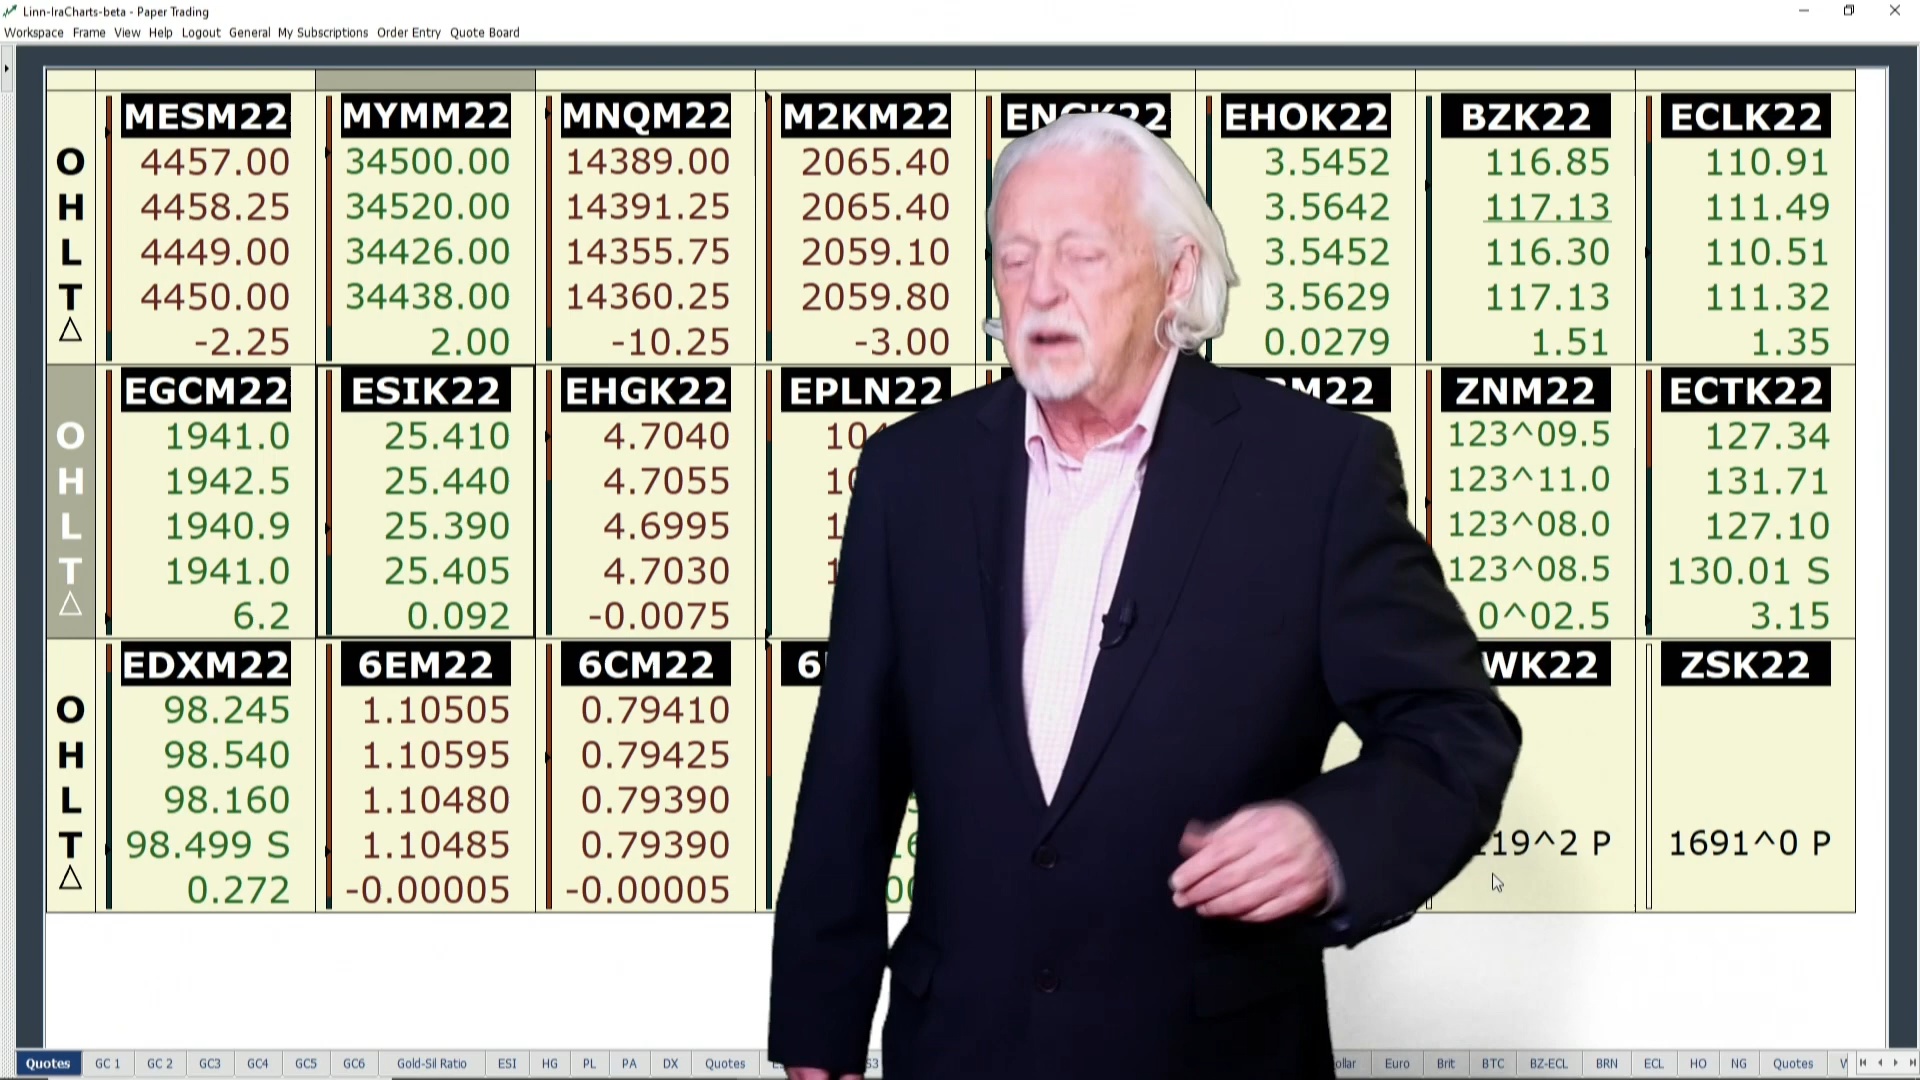 Linn-IraCharts-beta - Paper Trading
Workspace Frame View Help Logout General My Subscriptions Order Entry Quote Board
MESM22 MYMM22 MNQM22 M2KM22 EHOK22 BZK22 ECLK22
O 4457.00 34500.00 14389.00 2065.40 3.5452 116.85 110.91
H 4458.25 34520.00 14391.25 2065.40 3.5642 117.13 111.49
L 4449.00 34426.00 14355.75 2059.10 3.5452 116.30 110.51
T 4450.00 34438.00 14360.25 2059.80 3.5629 117.13 111.32
△ -2.25 2.00 -10.25 -3.00 0.0279 1.51 1.35
EGCM22 ESIK22 EHGK22 EPLN22 ZNM22 ECTK22
O 1941.0 25.410 4.7040 123^09.5 127.34
H 1942.5 25.440 4.7055 123^11.0 131.71
L 1940.9 25.390 4.6995 123^08.0 127.10
T 1941.0 25.405 4.7030 123^08.5 130.01 S
△ 6.2 0.092 -0.0075 0^02.5 3.15
EDXM22 6EM22 6CM22 ZSK22
O 98.245 1.10505 0.79410
H 98.540 1.10595 0.79425
L 98.160 1.10480 0.79390
T 98.499 S 1.10485 0.79390 1691^0 P
△ 0.272 -0.00005 -0.00005
Quotes GC 1 GC 2 GC3 GC4 GC5 GC6 Gold-Sil Ratio ESI HG PL PA DX Quotes Euro Brit BTC BZ-ECL BRN ECL HO NG Quotes